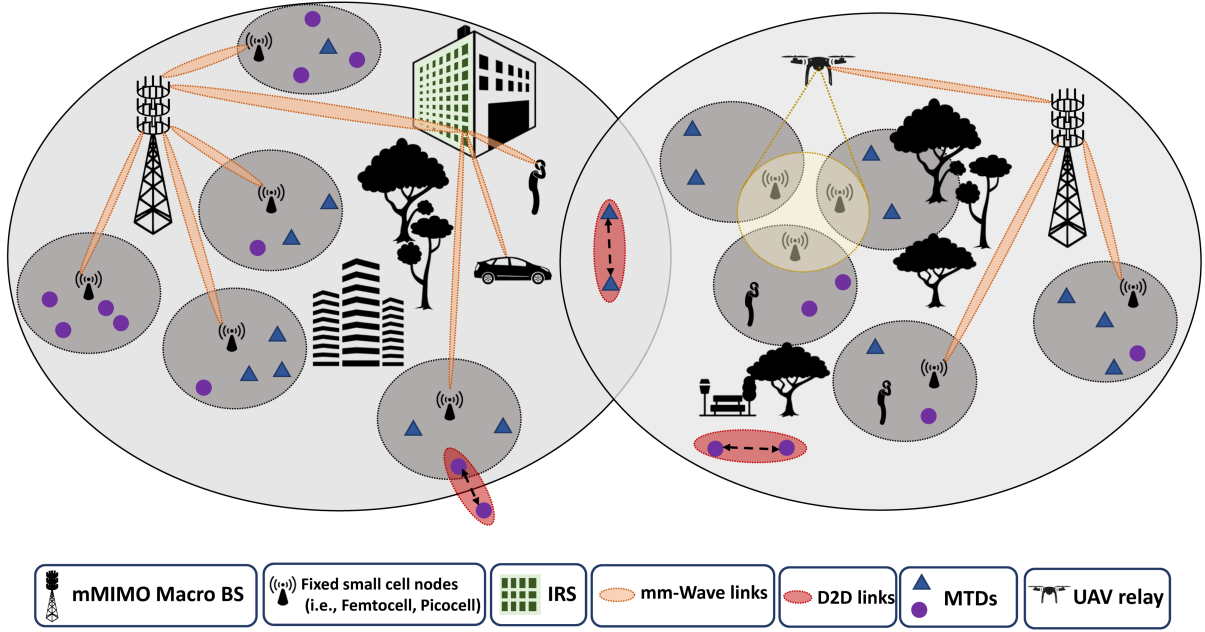 mMIMO Macro BS
Fixed small cell nodes
(i.e., Femtocell, Picocell)
IRS
mm-Wave links
D2D links
MTDs
UAV relay